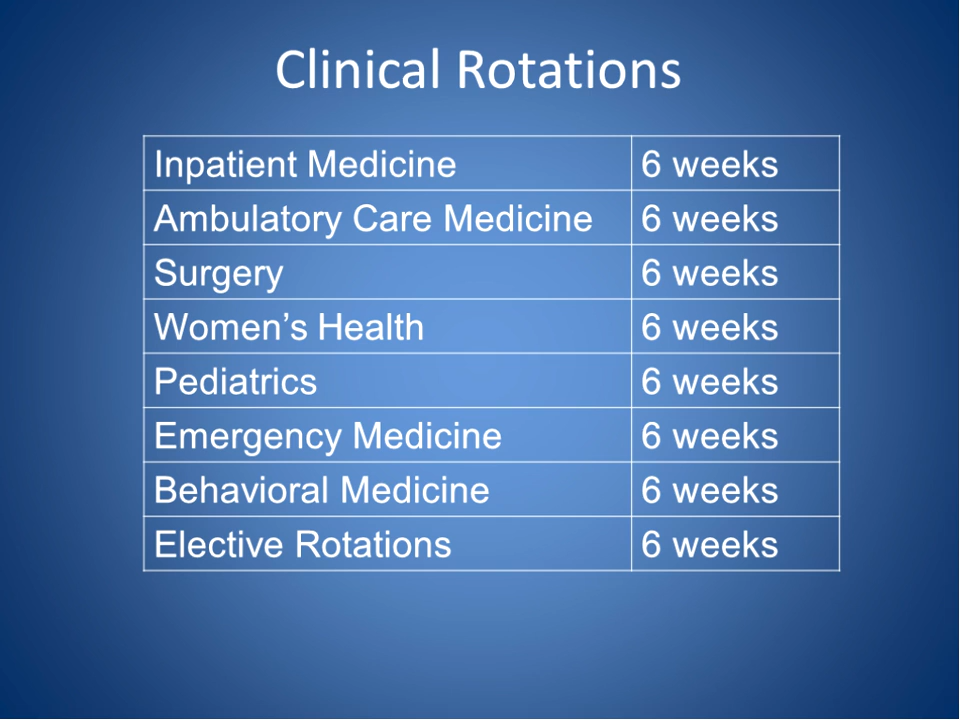 Clinical Rotations
Inpatient Medicine 6 weeks
Ambulatory Care Medicine 6 weeks
Surgery 6 weeks
Women’s Health 6 weeks
Pediatrics 6 weeks
Emergency Medicine 6 weeks
Behavioral Medicine 6 weeks
Elective Rotations 6 weeks